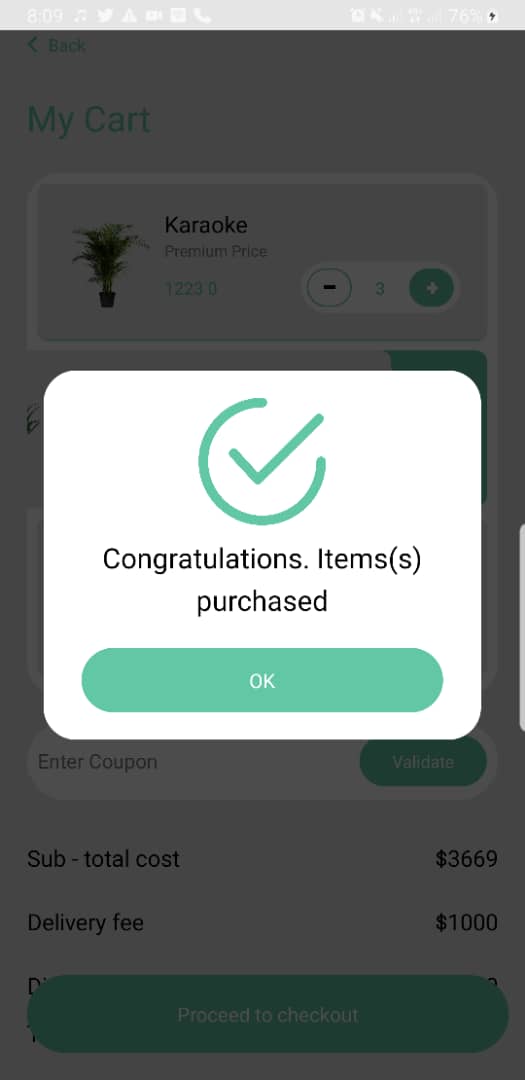 8:09
76%
Back
My Cart
Karaoke
Premium Price
1223 0
3
Congratulations. Items(s)
purchased
OK
Enter Coupon
Validate
Sub - total cost
$3669
Delivery fee
$1000
Proceed to checkout